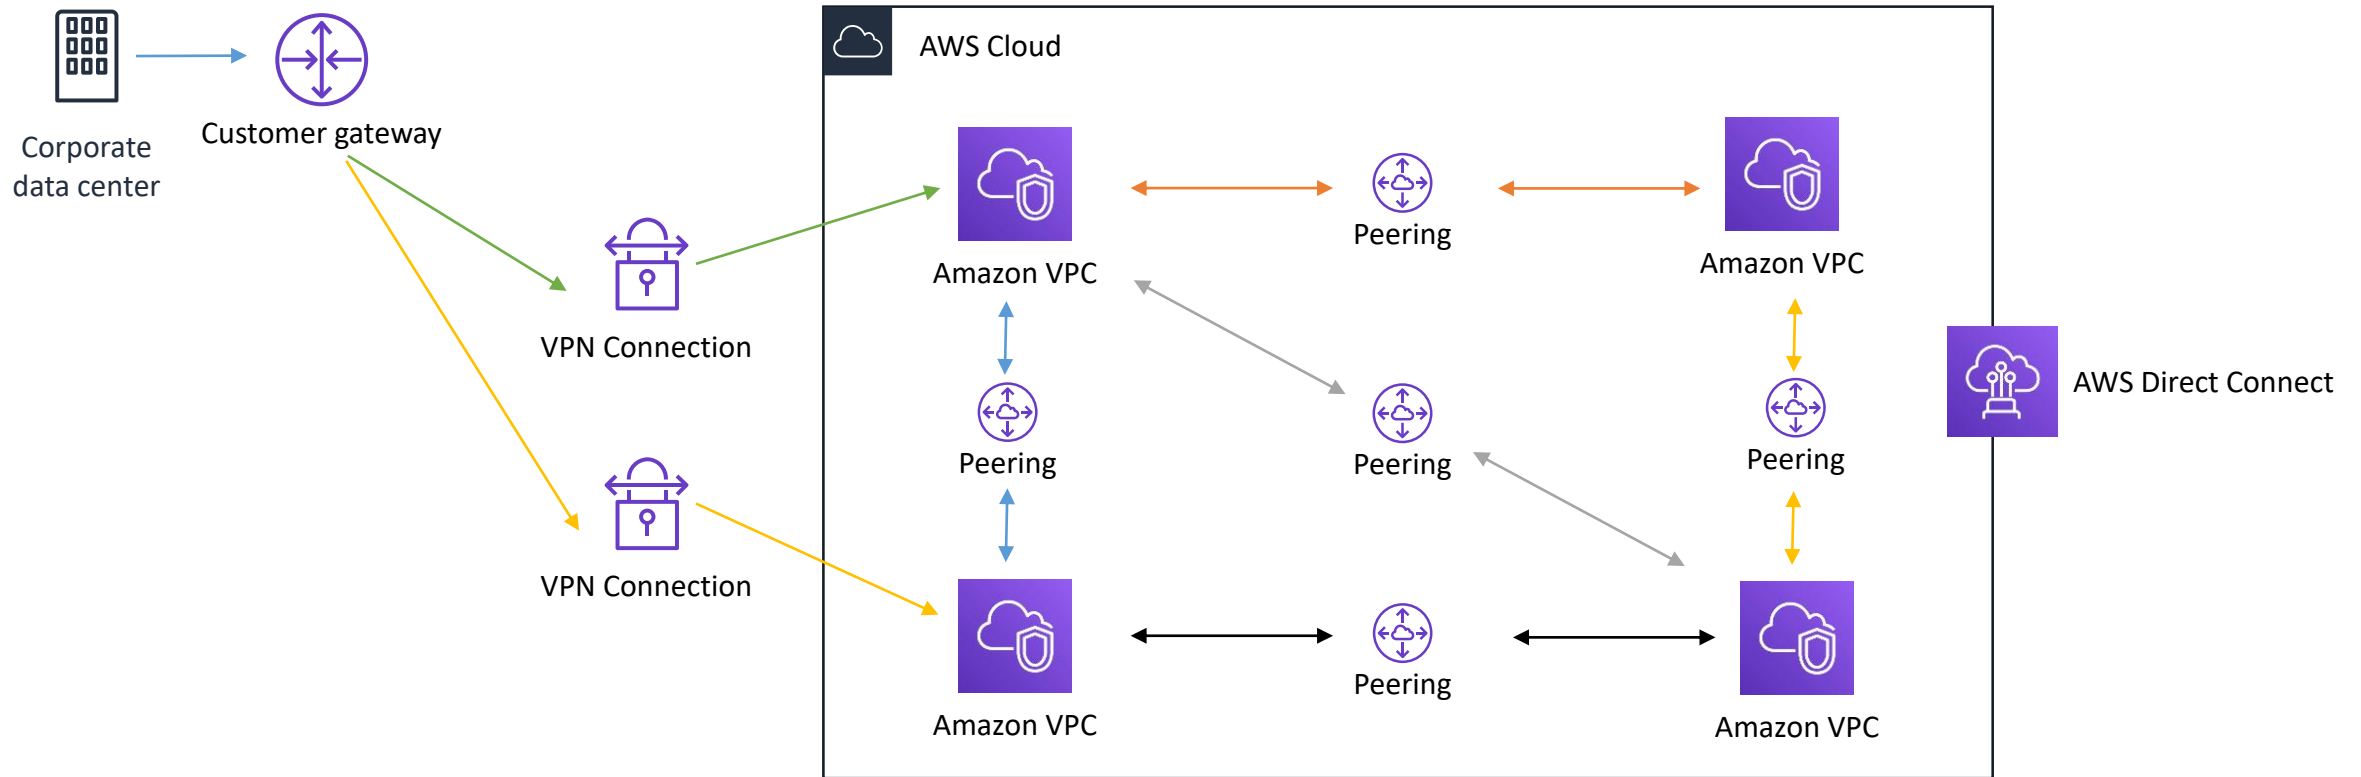 AWS Cloud
Customer gateway
Corporate
data center
Peering
Amazon VPC
Amazon VPC
VPN Connection
AWS Direct Connect
Peering
Peering
Peering
VPN Connection
Peering
Amazon VPC
Amazon VPC